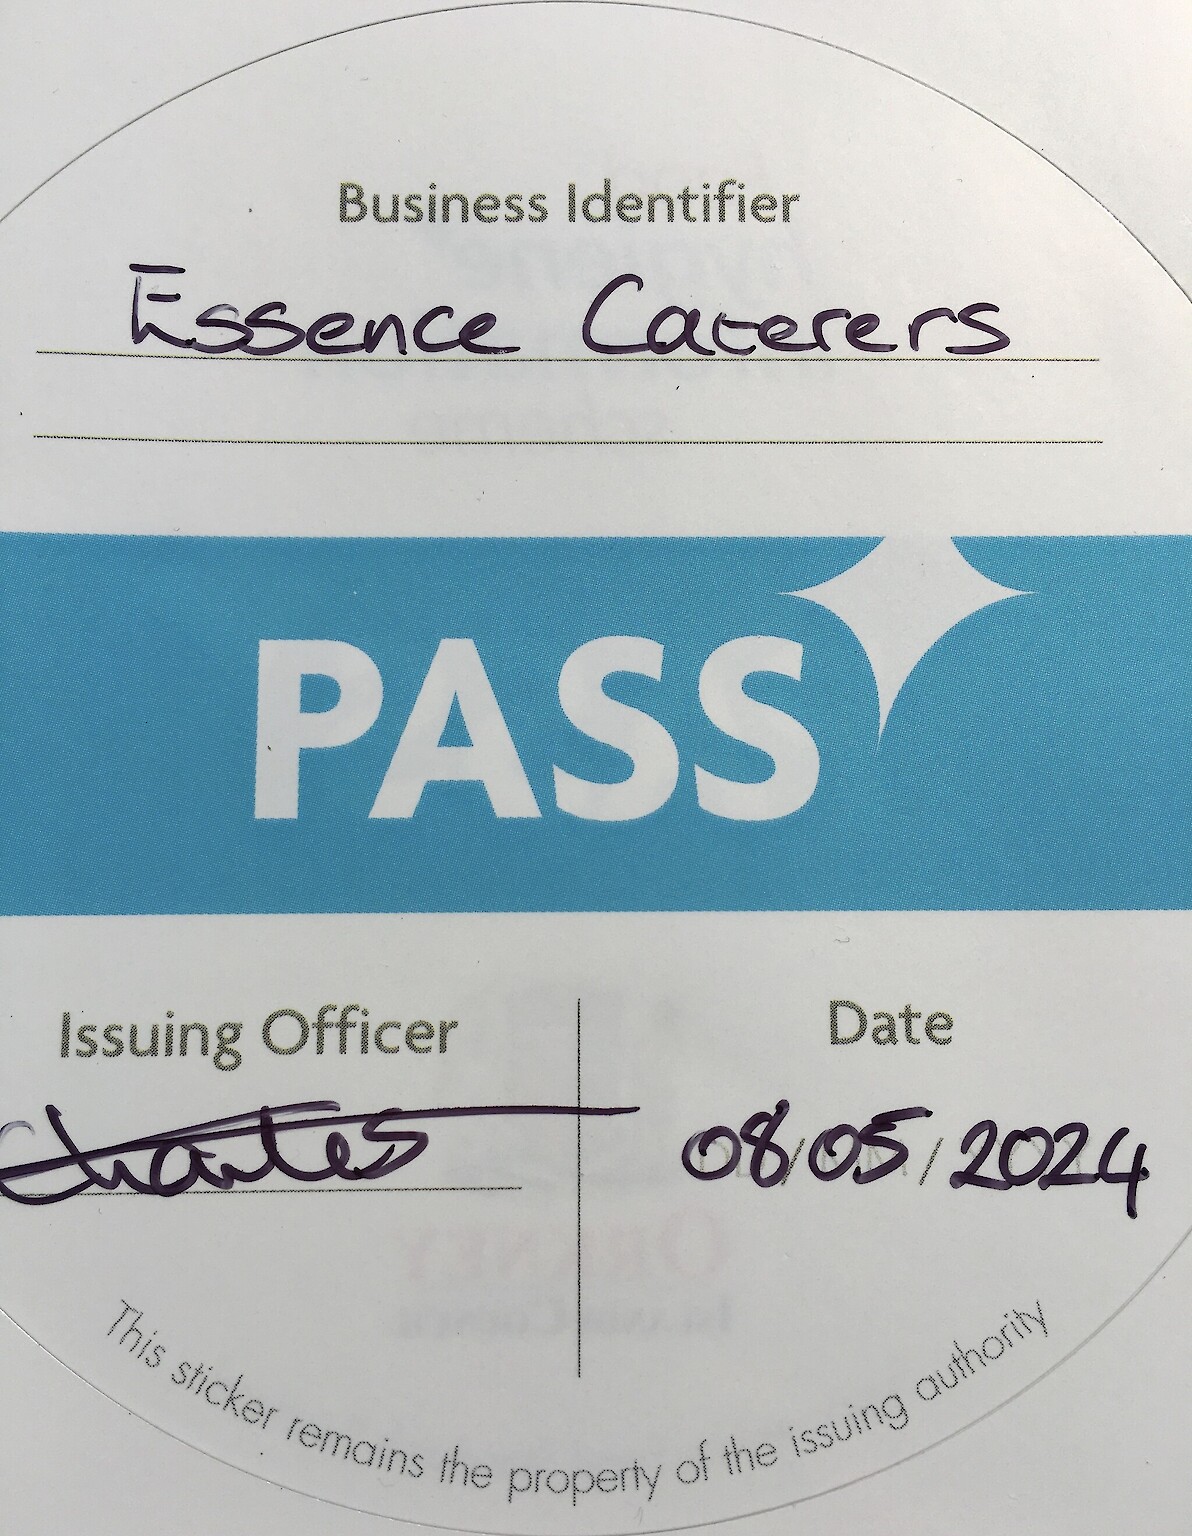 Business Identifier
Essence Caterers
PASS
Issuing Officer
Date
08/05/2024
This sticker remains the property of the issuing authority